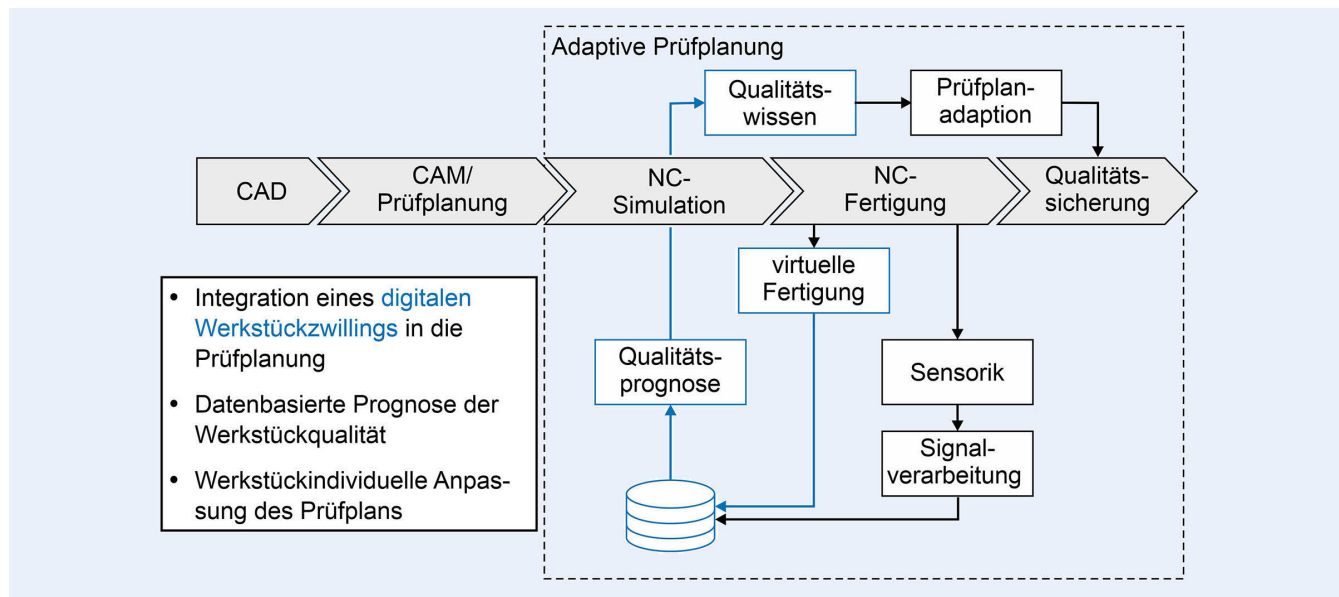 Adaptive Prüfplanung
Qualitäts-
wissen
Prüfplan-
adaption
CAD
CAM/
Prüfplanung
NC-
Simulation
NC-
Fertigung
Qualitäts-
sicherung
virtuelle
Fertigung
• Integration eines digitalen
Werkstückzwillings in die
Prüfplanung
• Datenbasierte Prognose der
Werkstückqualität
• Werkstückindividuelle Anpas-
sung des Prüfplans
Qualitäts-
prognose
Sensorik
Signal-
verarbeitung